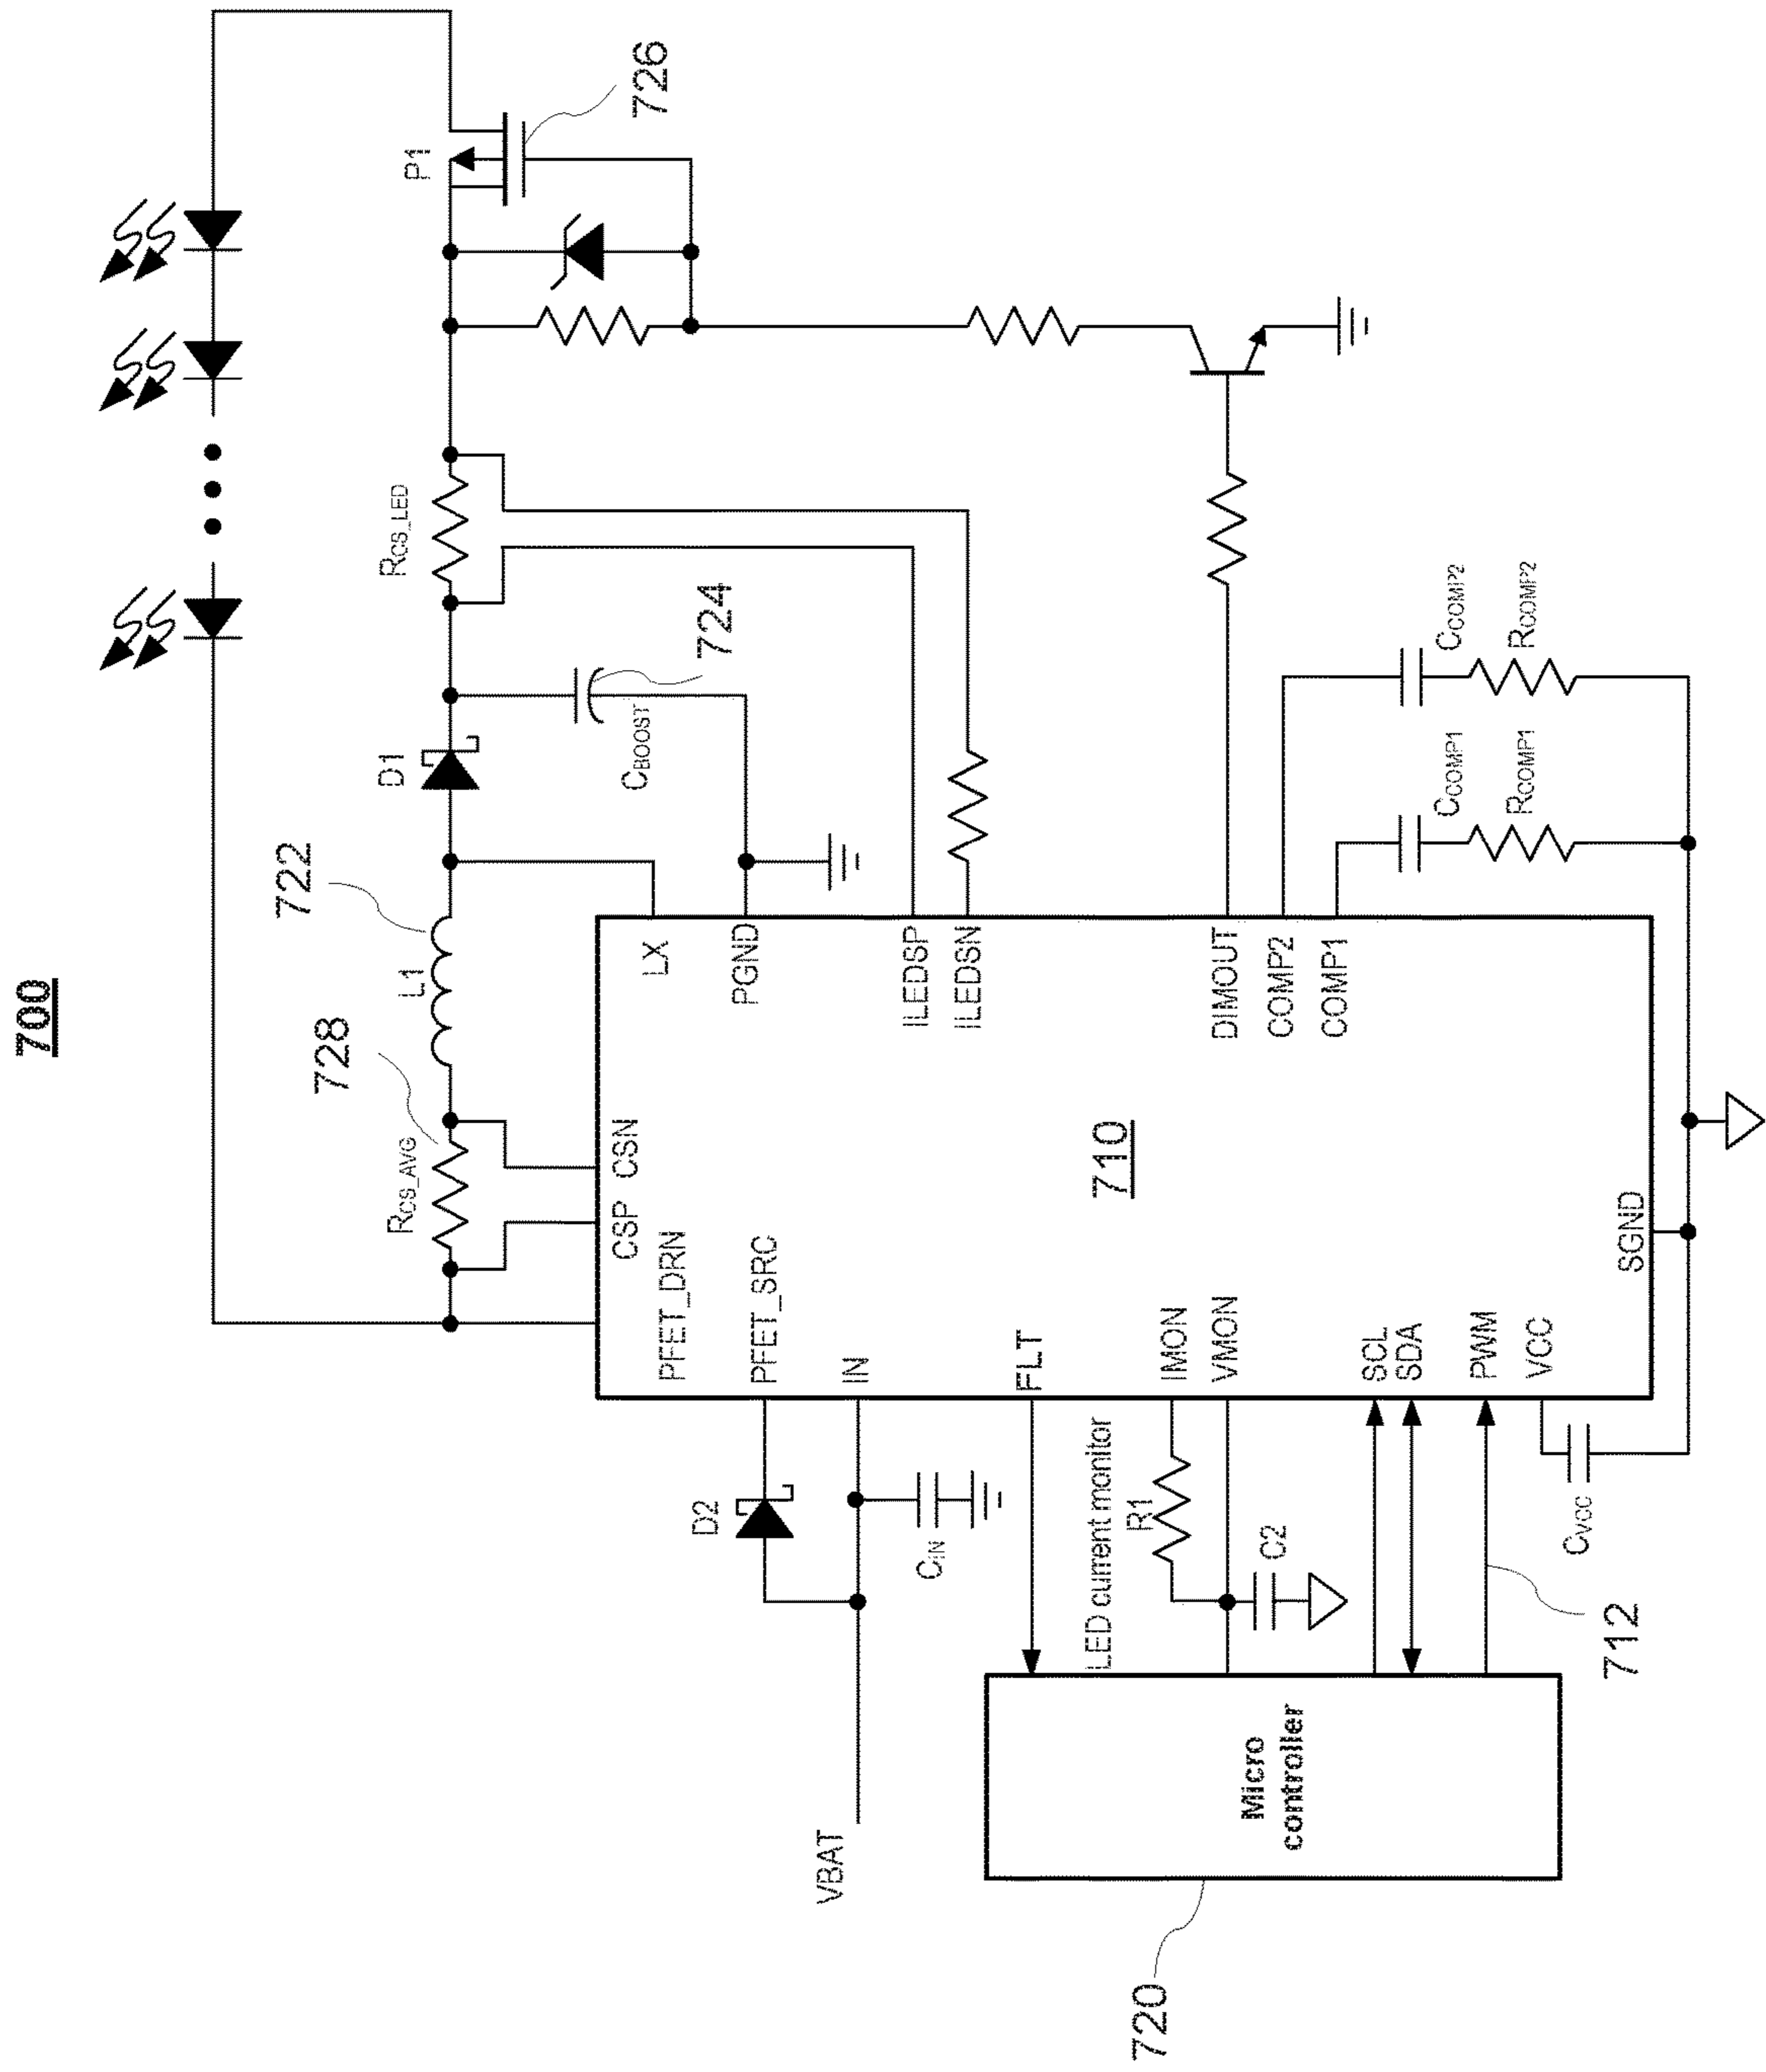 700
P1
726
RCS_LED
724
D1
CBOOST
722
L1
728
RCS_AVG
CSP CSN
PFET_DRN
PFET_SRC
IN
FLT
IMON
VMON
SCL
SDA
PWM
VCC
SGND
LX
PGND
ILEDSP
ILEDSN
DIMOUT
COMP2
COMP1
710
CCOMP2
RCOMP2
CCOMP1
RCOMP1
D2
CIN
VBAT
LED current monitor
R1
C2
CVCC
712
Micro
controller
720